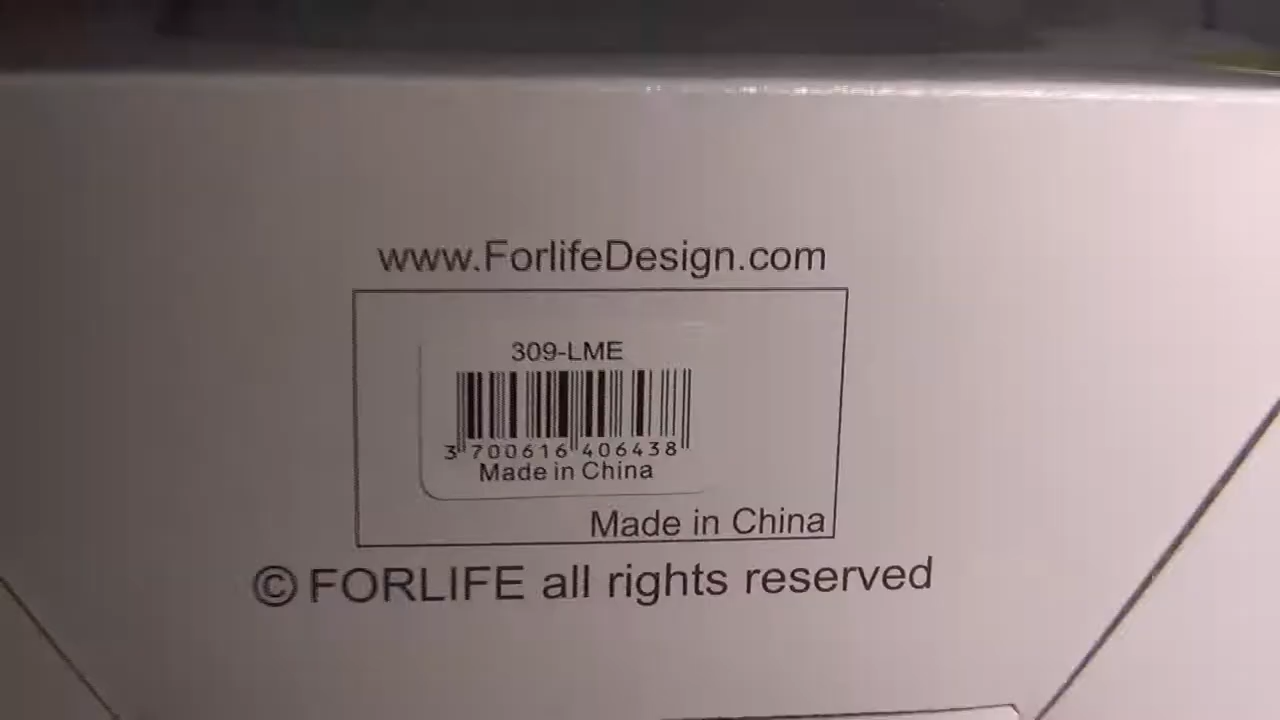 www.ForlifeDesign.com
309-LME
3 700616 406438
Made in China
Made in China
© FORLIFE all rights reserved